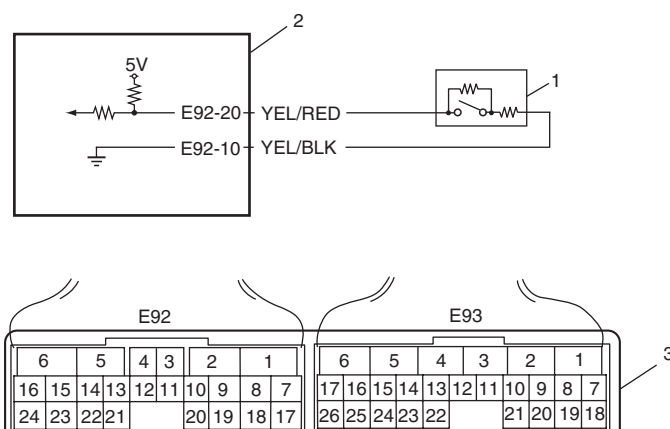 2
5V
1
E92-20 YEL/RED
E92-10 YEL/BLK
E92 E93
6 5 4 3 2 1 6 5 4 3 2 1
3
16 15 14 13 12 11 10 9 8 7 17 16 15 14 13 12 11 10 9 8 7
24 23 22 21 20 19 18 17 26 25 24 23 22 21 20 19 18